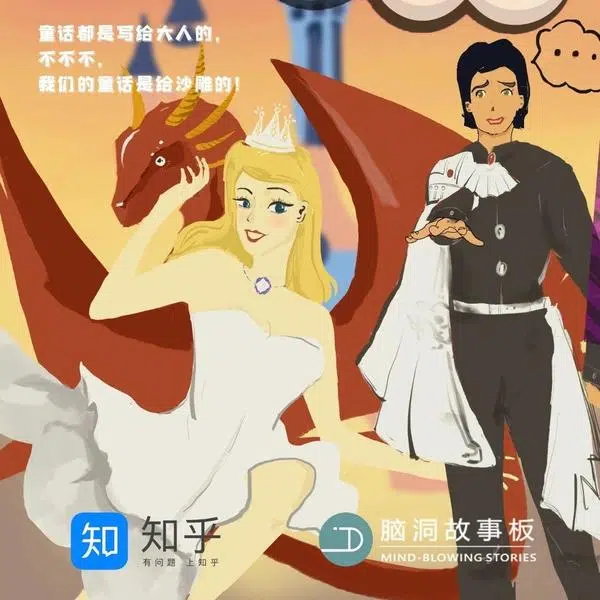 童话都是写给大人的，
不不不，
我们的童话是给沙雕的！
...
知 知乎
有问题 上知乎
脑洞故事板
MIND-BLOWING STORIES